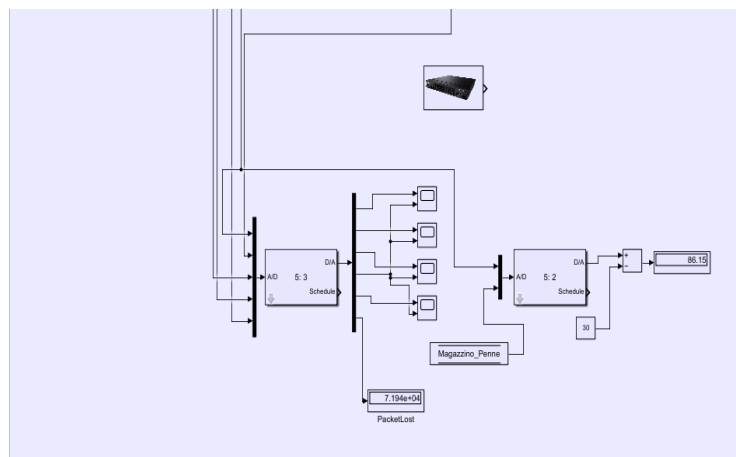 D/A
A/D
5: 3
Schedule
D/A
A/D
5: 2
Schedule
+
−
86.15
30
Magazzino_Penne
7.194e+04
PacketLost